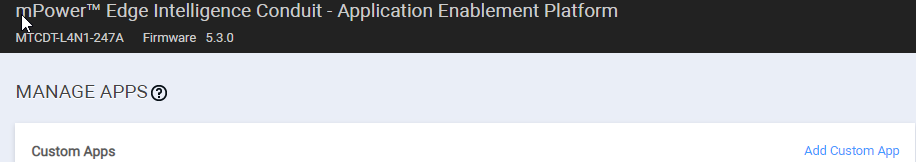 mPower™ Edge Intelligence Conduit - Application Enablement Platform
MTCDT-L4N1-247A Firmware 5.3.0
MANAGE APPS ?
Custom Apps Add Custom App